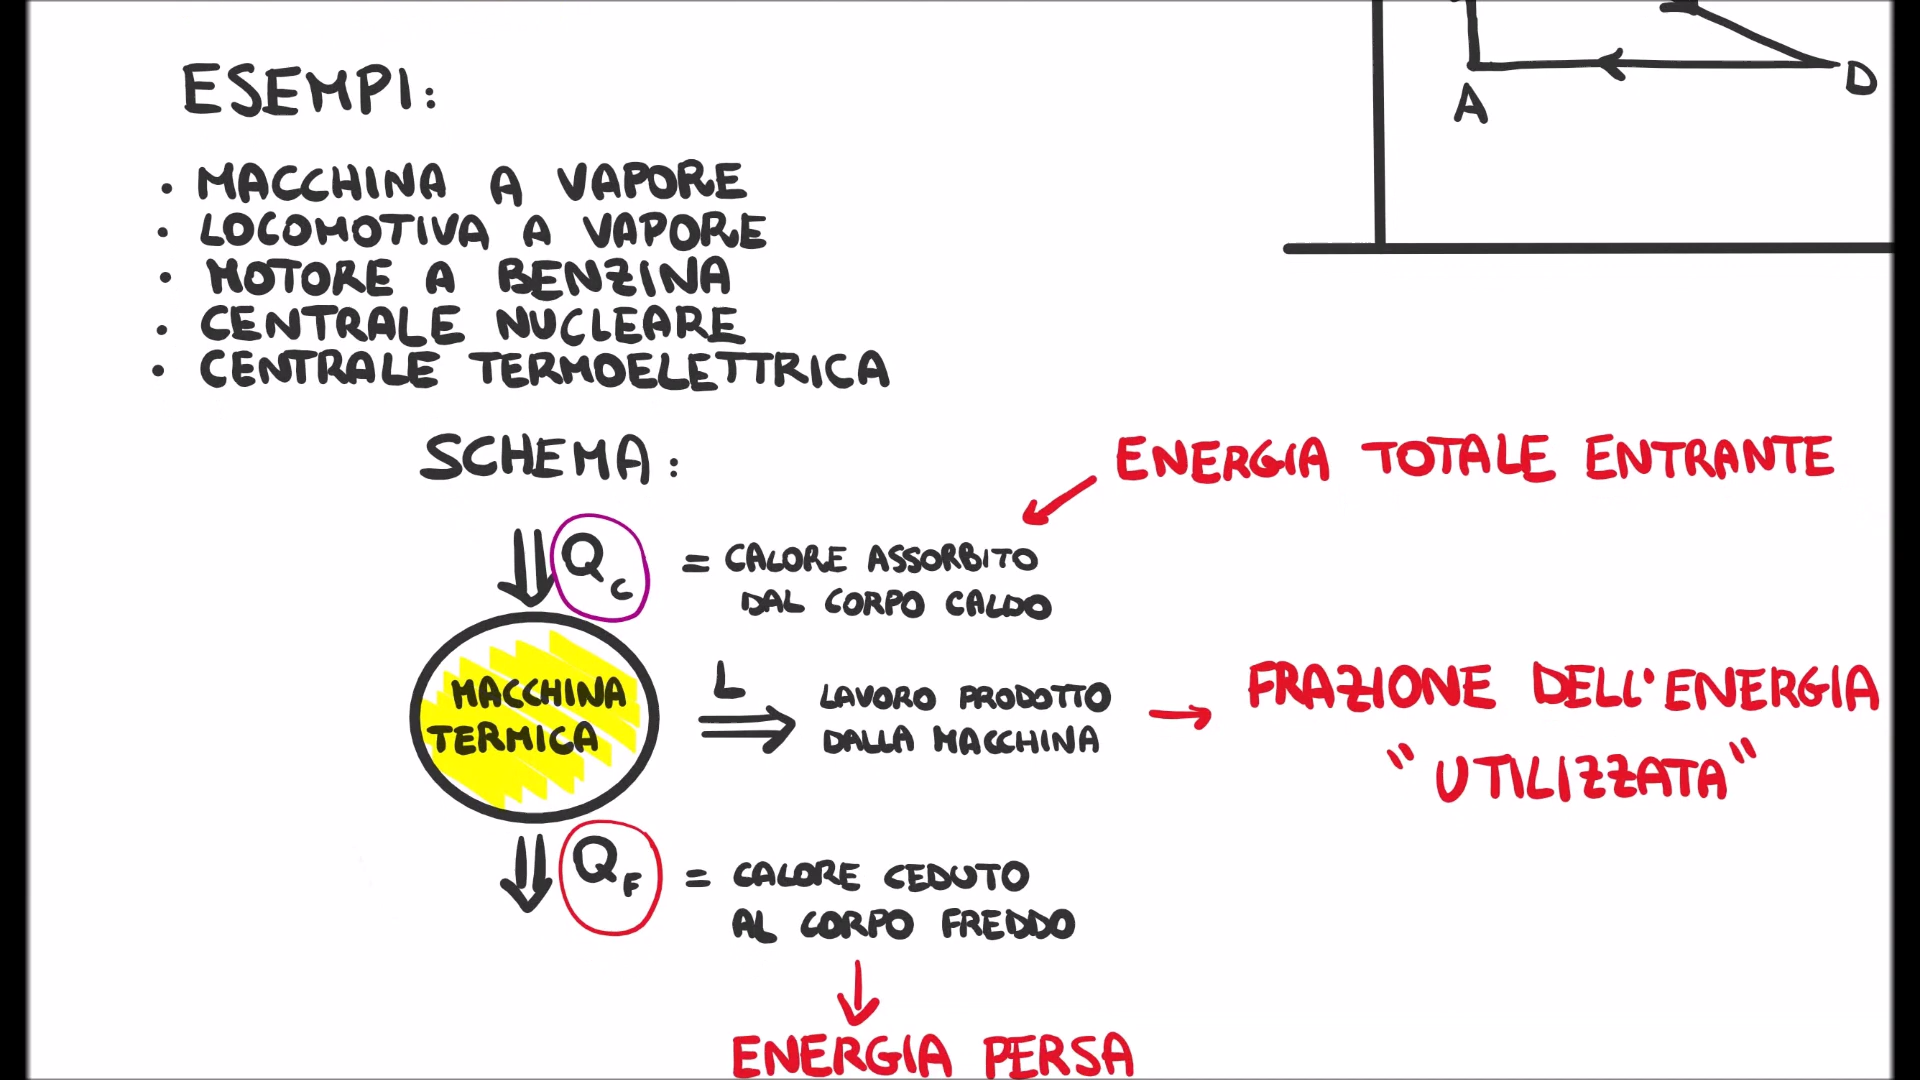 ESEMPI:
A
D
• MACCHINA A VAPORE
• LOCOMOTIVA A VAPORE
• MOTORE A BENZINA
• CENTRALE NUCLEARE
• CENTRALE TERMOELETTRICA
SCHEMA:
ENERGIA TOTALE ENTRANTE
Qc = CALORE ASSORBITO
DAL CORPO CALDO
MACCHINA
TERMICA
L
LAVORO PRODOTTO
DALLA MACCHINA
FRAZIONE DELL'ENERGIA
"UTILIZZATA"
QF = CALORE CEDUTO
AL CORPO FREDDO
ENERGIA PERSA